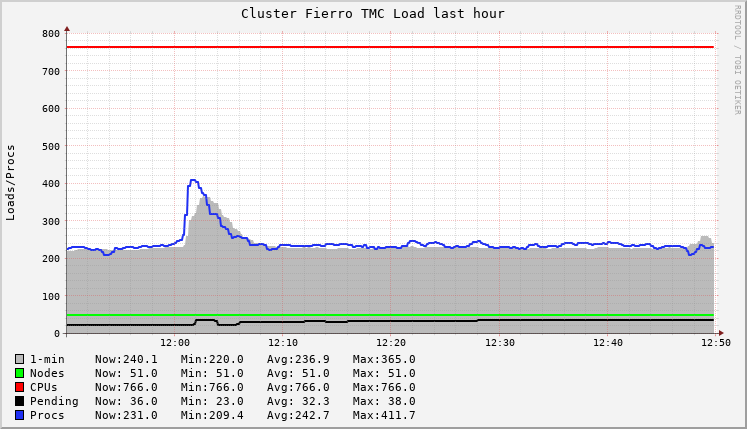 Cluster Fierro TMC Load last hour
RRDTOOL / TOBI OETIKER
Loads/Procs
800
700
600
500
400
300
200
100
0
12:00 12:10 12:20 12:30 12:40 12:50
1-min Now:240.1 Min:220.0 Avg:236.9 Max:365.0
Nodes Now: 51.0 Min: 51.0 Avg: 51.0 Max: 51.0
CPUs Now:766.0 Min:766.0 Avg:766.0 Max:766.0
Pending Now: 36.0 Min: 23.0 Avg: 32.3 Max: 38.0
Procs Now:231.0 Min:209.4 Avg:242.7 Max:411.7